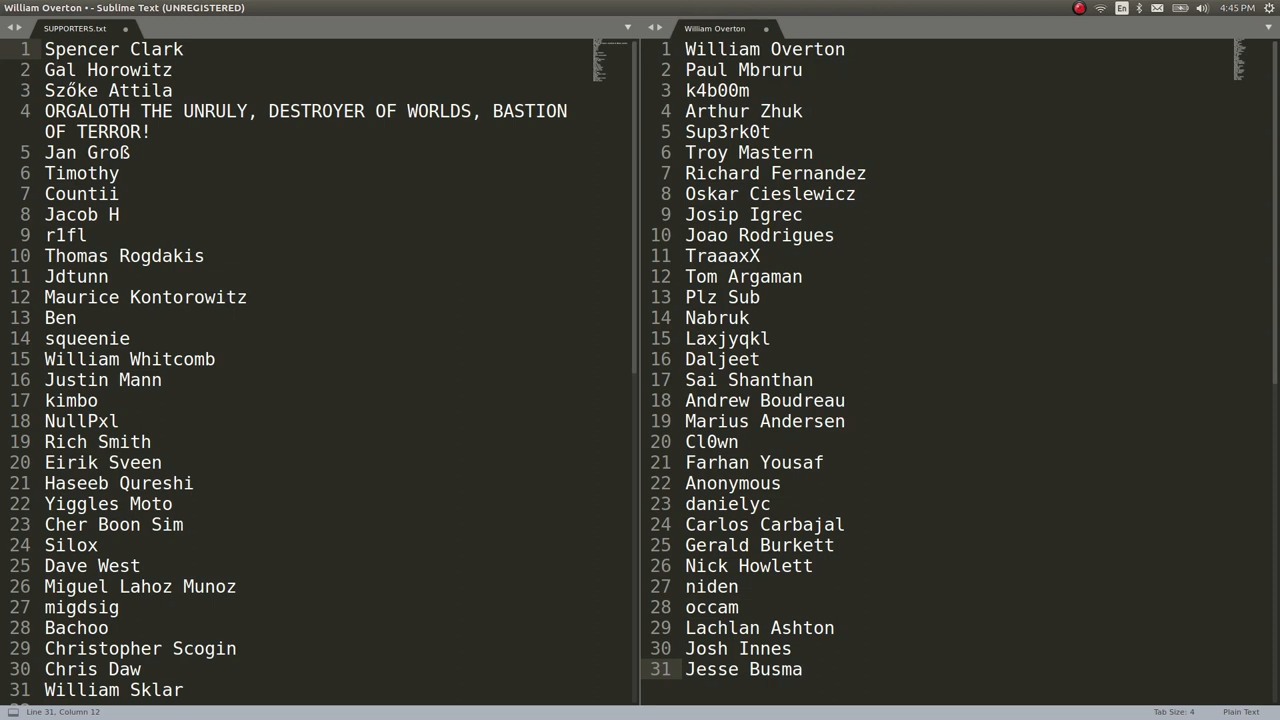 William Overton • - Sublime Text (UNREGISTERED)
En
4:45 PM
SUPPORTERS.txt
1 Spencer Clark
2 Gal Horowitz
3 Szőke Attila
4 ORGALOTH THE UNRULY, DESTROYER OF WORLDS, BASTION
OF TERROR!
5 Jan Groß
6 Timothy
7 Countii
8 Jacob H
9 r1fl
10 Thomas Rogdakis
11 Jdtunn
12 Maurice Kontorowitz
13 Ben
14 squeenie
15 William Whitcomb
16 Justin Mann
17 kimbo
18 NullPxl
19 Rich Smith
20 Eirik Sveen
21 Haseeb Qureshi
22 Yiggles Moto
23 Cher Boon Sim
24 Silox
25 Dave West
26 Miguel Lahoz Munoz
27 migdsig
28 Bachoo
29 Christopher Scogin
30 Chris Daw
31 William Sklar
William Overton
1 William Overton
2 Paul Mbruru
3 k4b00m
4 Arthur Zhuk
5 Sup3rk0t
6 Troy Mastern
7 Richard Fernandez
8 Oskar Cieslewicz
9 Josip Igrec
10 Joao Rodrigues
11 TraaaxX
12 Tom Argaman
13 Plz Sub
14 Nabruk
15 Laxjyqkl
16 Daljeet
17 Sai Shanthan
18 Andrew Boudreau
19 Marius Andersen
20 Cl0wn
21 Farhan Yousaf
22 Anonymous
23 danielyc
24 Carlos Carbajal
25 Gerald Burkett
26 Nick Howlett
27 niden
28 occam
29 Lachlan Ashton
30 Josh Innes
31 Jesse Busma
Line 31, Column 12
Tab Size: 4
Plain Text